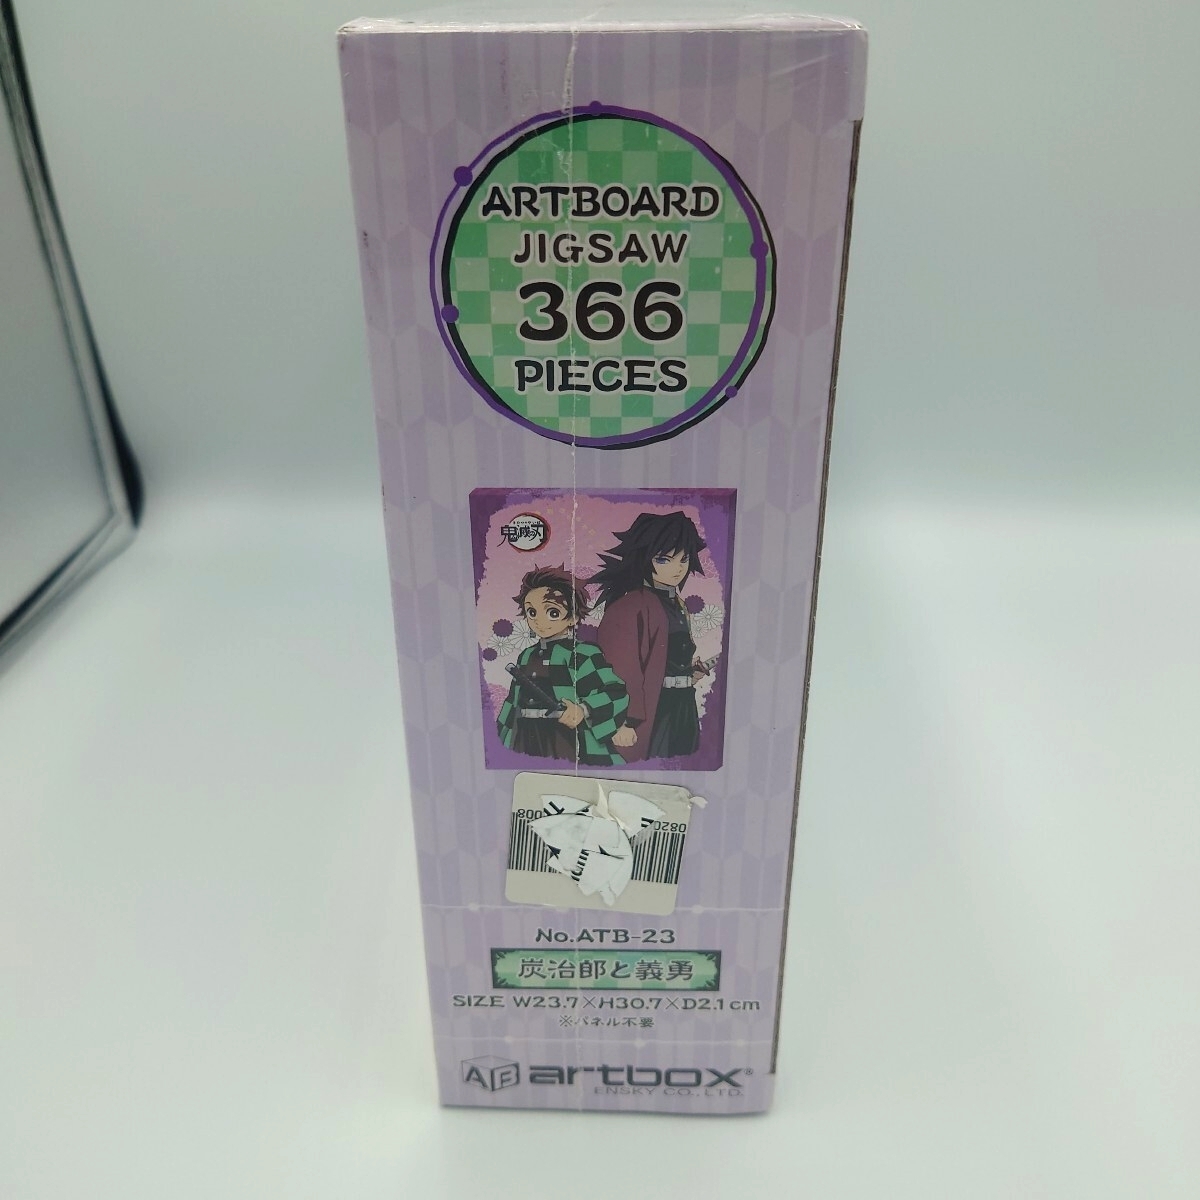 ARTBOARD
JIGSAW
366
PIECES
鬼滅の刃
No.ATB-23
炭治郎と義勇
SIZE W23.7×H30.7×D2.1cm
※パネル不要
AB artbox®
ENSKY CO., LTD.